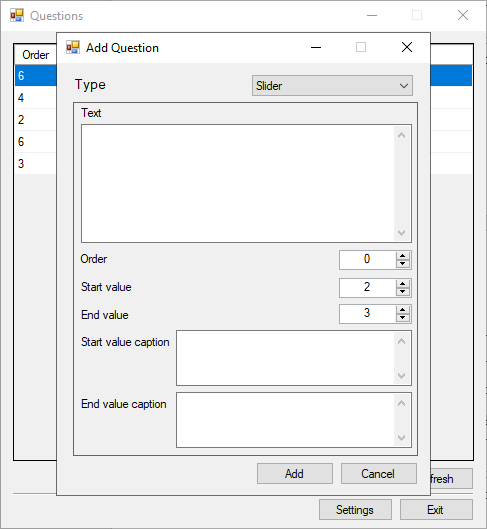 Questions
Order
6
4
2
6
3
Add Question
Type
Slider
Text
Order 0
Start value 2
End value 3
Start value caption
End value caption
Add Cancel
fresh
Settings Exit